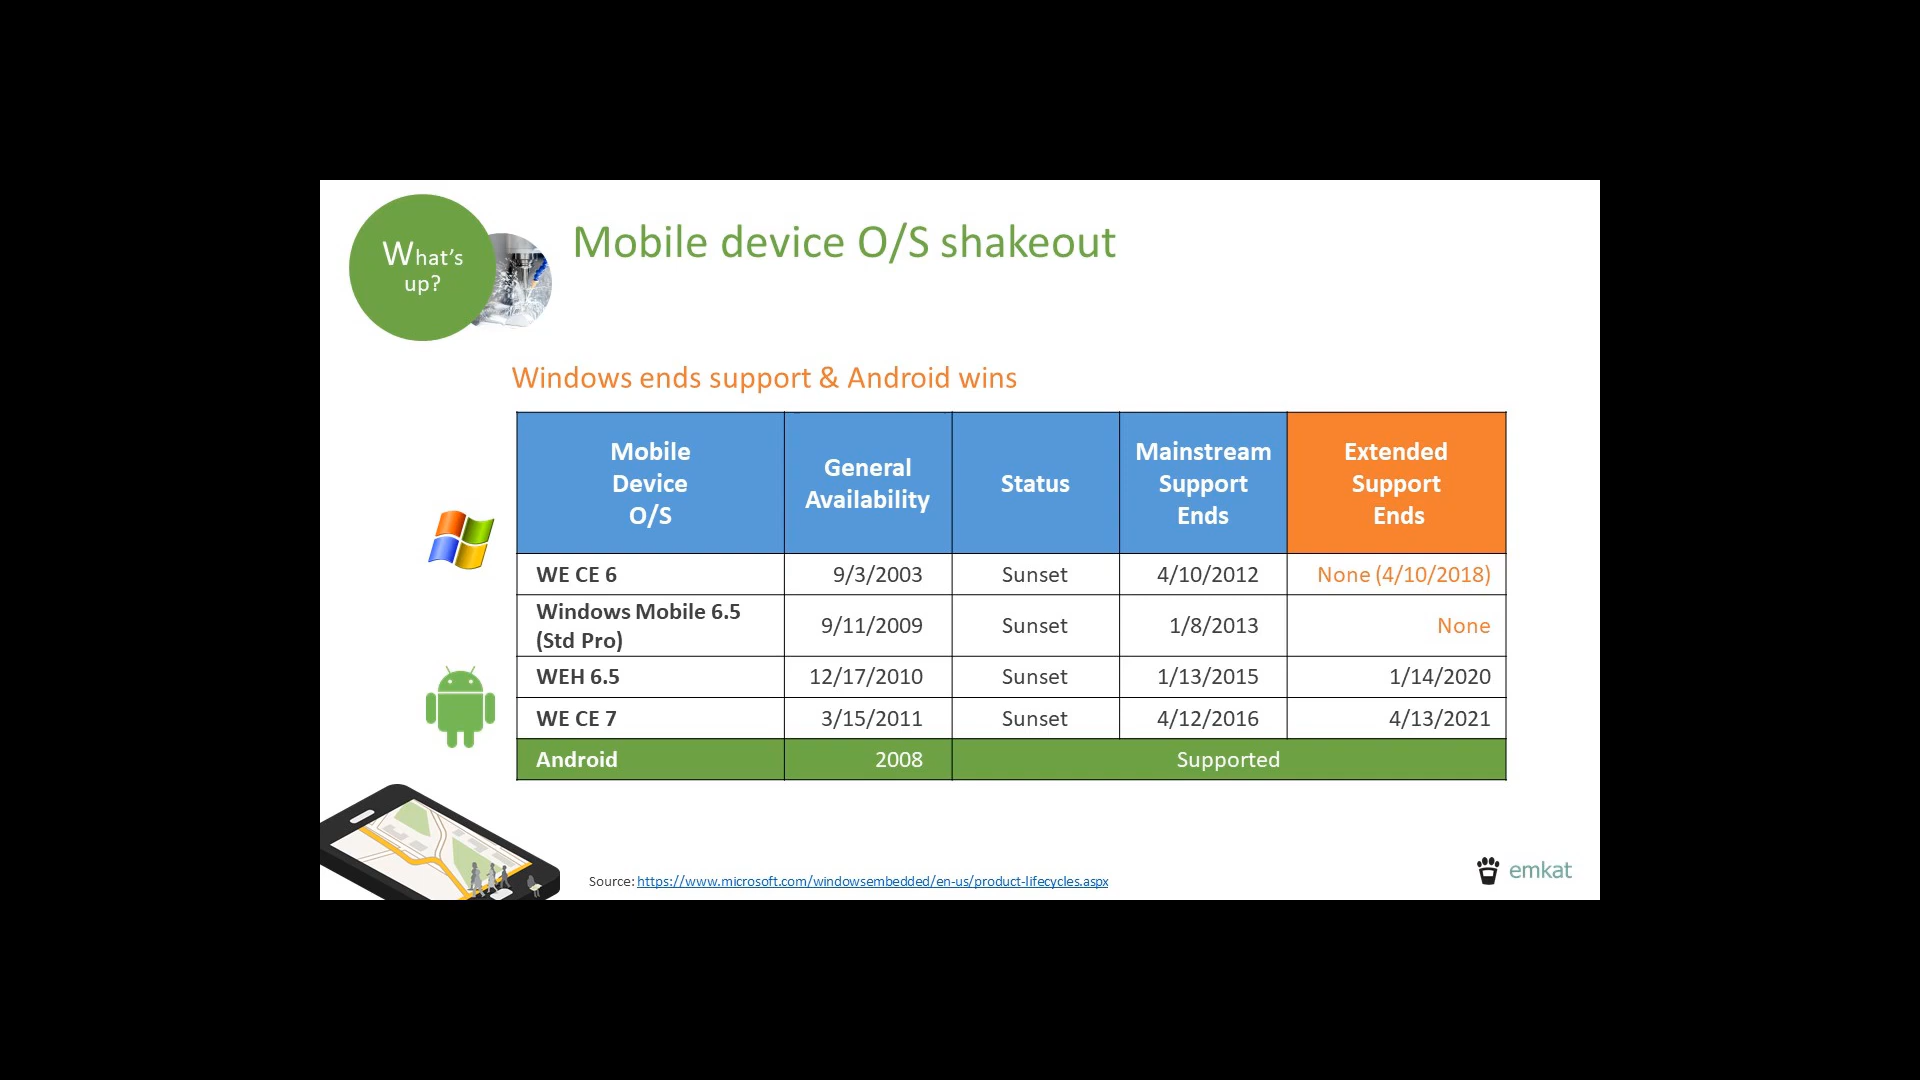 What's
up?
Mobile device O/S shakeout
Windows ends support & Android wins
Mobile
Device
O/S
General
Availability
Status
Mainstream
Support
Ends
Extended
Support
Ends
WE CE 6 9/3/2003 Sunset 4/10/2012 None (4/10/2018)
Windows Mobile 6.5
(Std Pro)
9/11/2009 Sunset 1/8/2013 None
WEH 6.5 12/17/2010 Sunset 1/13/2015 1/14/2020
WE CE 7 3/15/2011 Sunset 4/12/2016 4/13/2021
Android 2008 Supported
Source: https://www.microsoft.com/windowsembedded/en-us/product-lifecycles.aspx
emkat